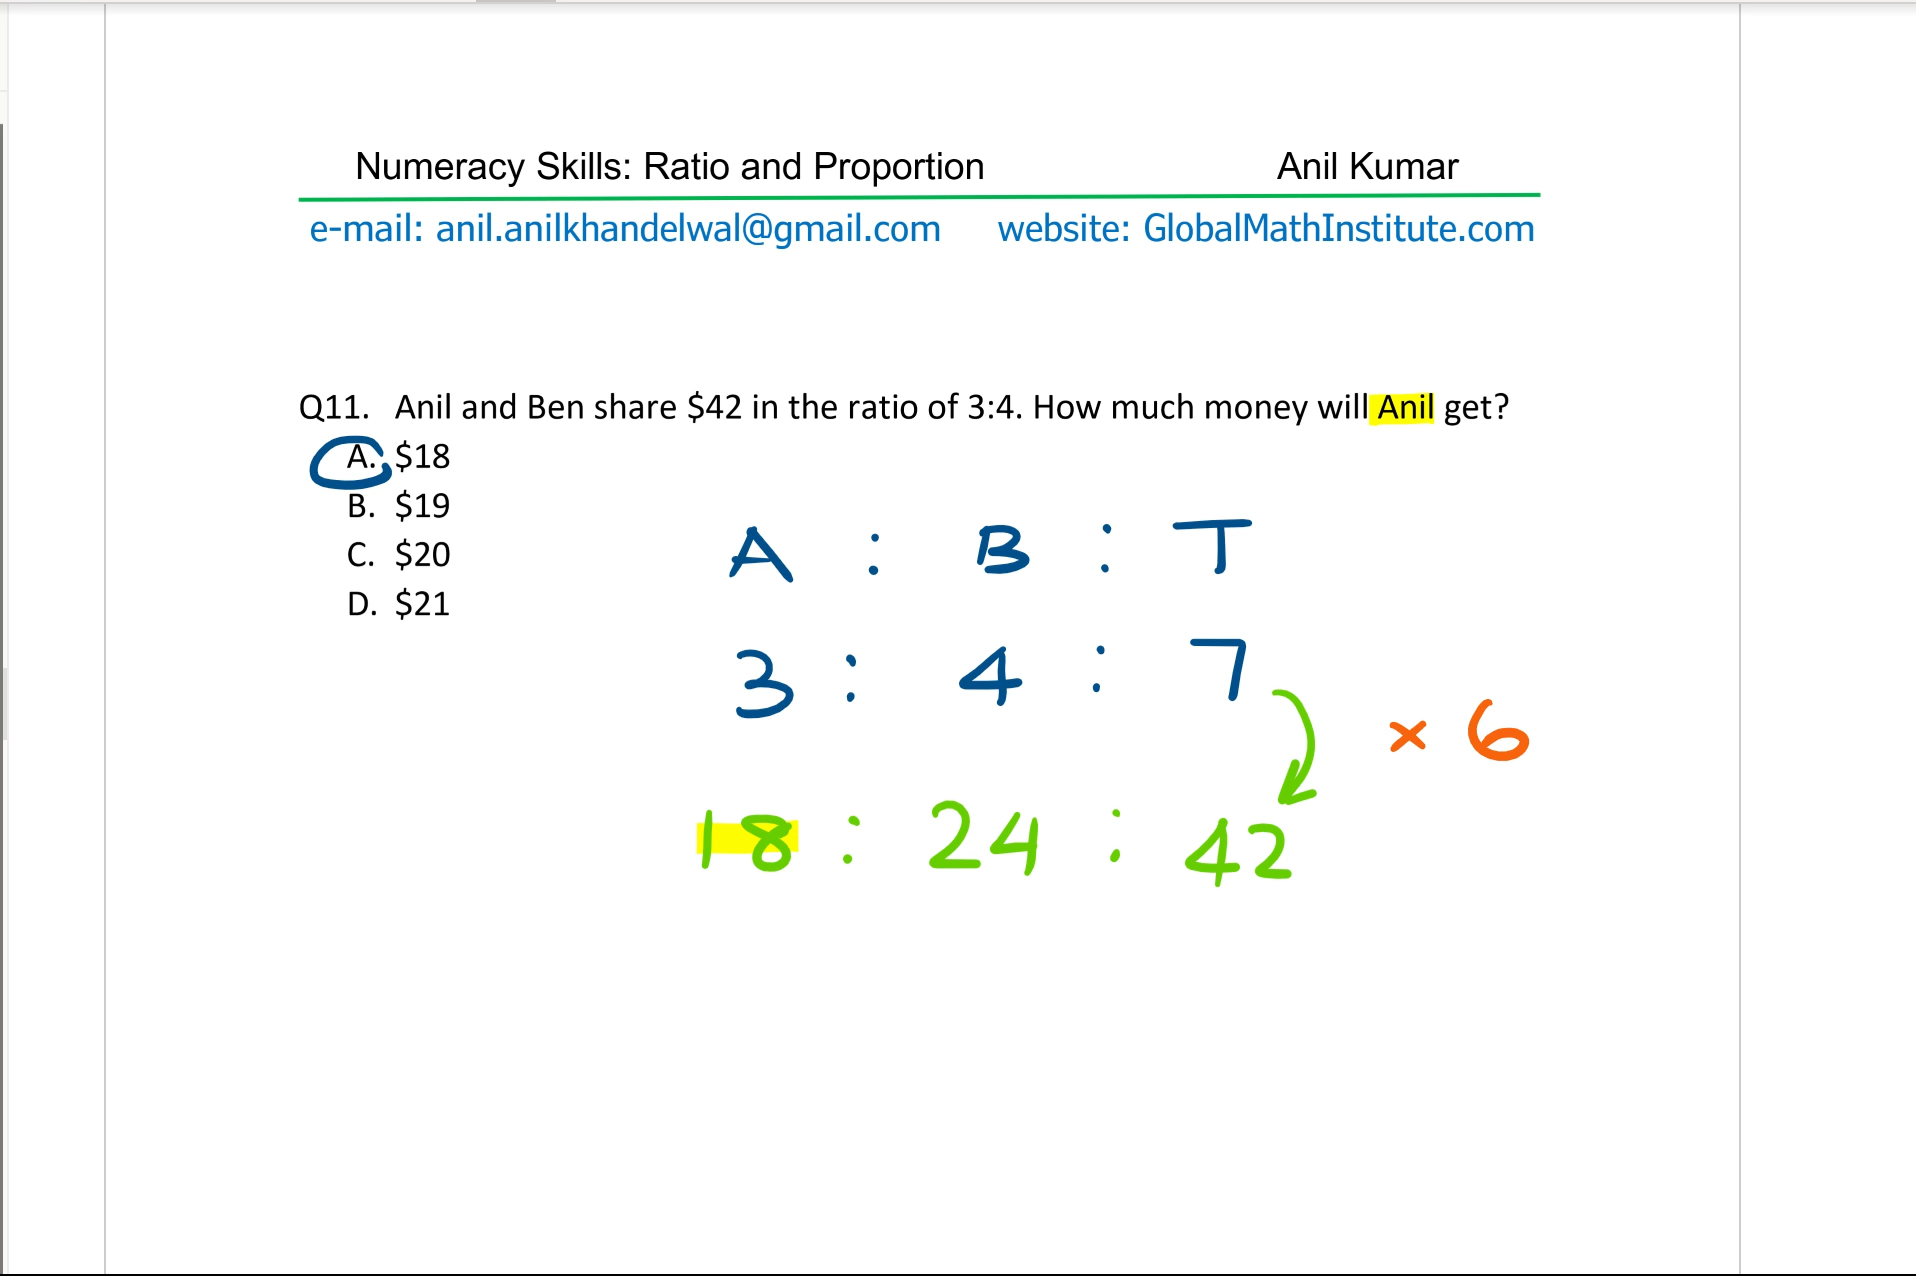 Numeracy Skills: Ratio and Proportion Anil Kumar
e-mail: anil.anilkhandelwal@gmail.com website: GlobalMathInstitute.com
Q11. Anil and Ben share $42 in the ratio of 3:4. How much money will Anil get?
A. $18
B. $19
C. $20
D. $21
A : B : T
3 : 4 : 7
× 6
18 : 24 : 42